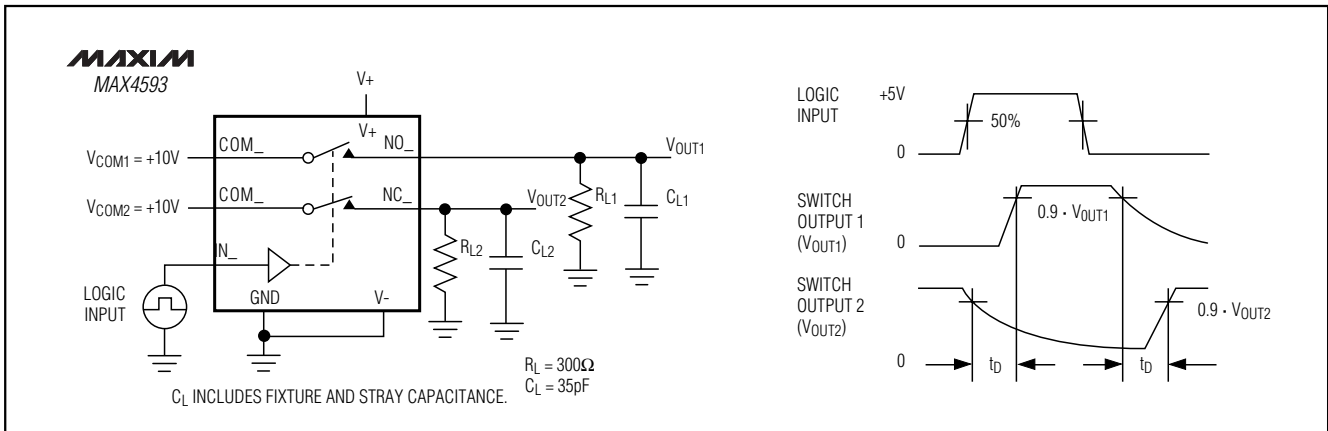 MAXIM
MAX4593
V+
V+
VCOM1 = +10V
COM_
NO_
VOUT1
VCOM2 = +10V
COM_
NC_
VOUT2
RL1
CL1
RL2
CL2
IN_
LOGIC
INPUT
GND
V-
RL = 300Ω
CL = 35pF
CL INCLUDES FIXTURE AND STRAY CAPACITANCE.
LOGIC
INPUT
+5V
50%
0
SWITCH
OUTPUT 1
(VOUT1)
0.9 · VOUT1
0
SWITCH
OUTPUT 2
(VOUT2)
0.9 · VOUT2
0
tD
tD